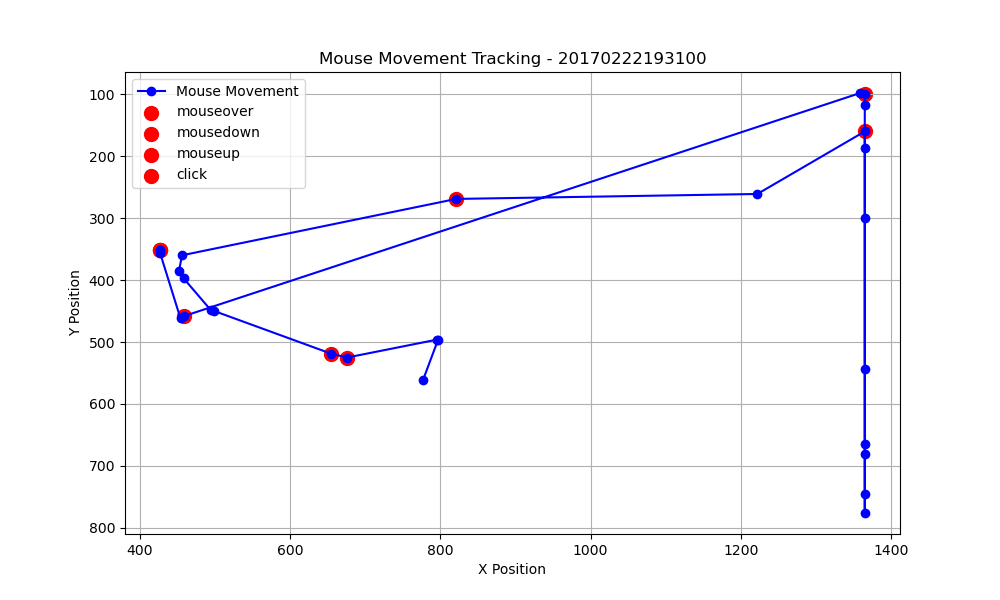 Mouse Movement Tracking - 20170222193100
Mouse Movement
mouseover
mousedown
mouseup
click
100
200
300
400
500
600
700
800
Y Position
400 600 800 1000 1200 1400
X Position